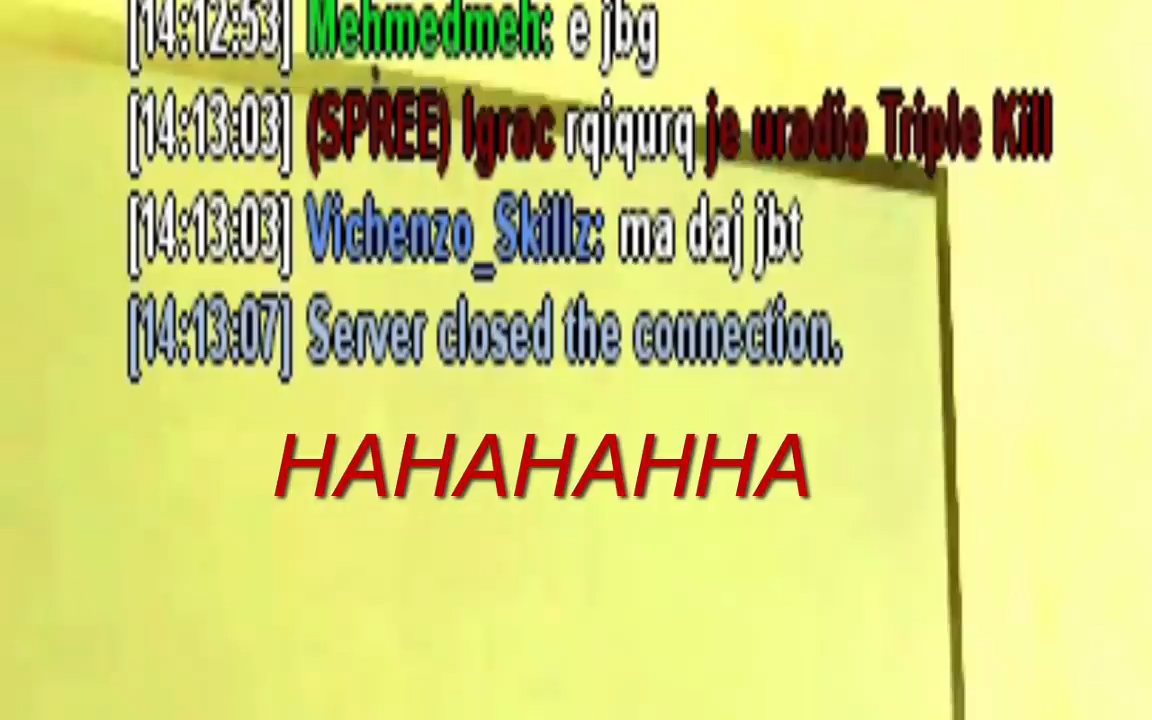 [14:12:53] Mehmedmeh: e jbg
[14:13:03] (SPREE) Igrac rqiqurq je uradio Triple Kill
[14:13:03] Vichenzo_Skillz: ma daj jbt
[14:13:07] Server closed the connection.
HAHAHAHHA